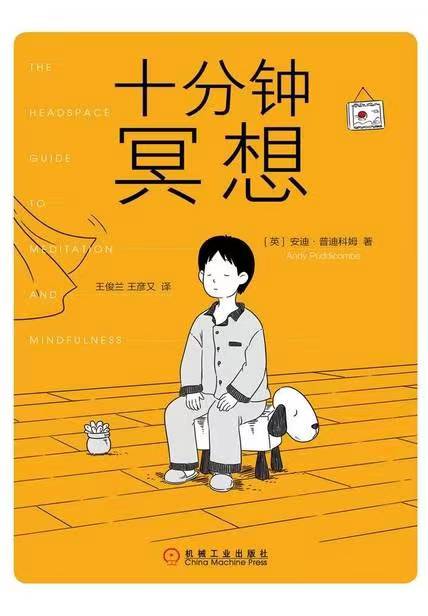 十分钟
冥想
THE
HEADSPACE
GUIDE
TO
MEDITATION
AND
MINDFULNESS
[英] 安迪·普迪科姆 著
Andy Puddicombe
王俊兰 王彦又 译
机械工业出版社
China Machine Press